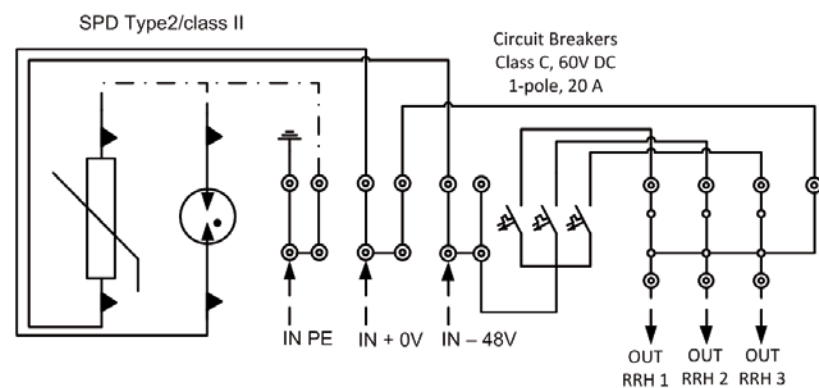 SPD Type2/class II
Circuit Breakers
Class C, 60V DC
1-pole, 20 A
IN PE
IN + 0V
IN – 48V
OUT
RRH 1
OUT
RRH 2
OUT
RRH 3